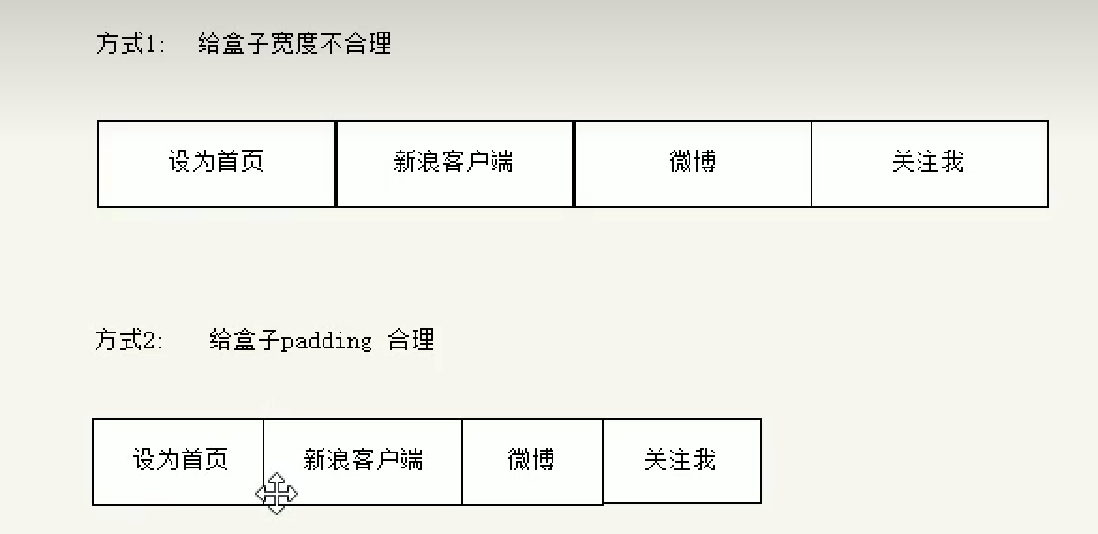 方式1: 给盒子宽度不合理
设为首页 新浪客户端 微博 关注我
方式2: 给盒子padding 合理
设为首页 新浪客户端 微博 关注我